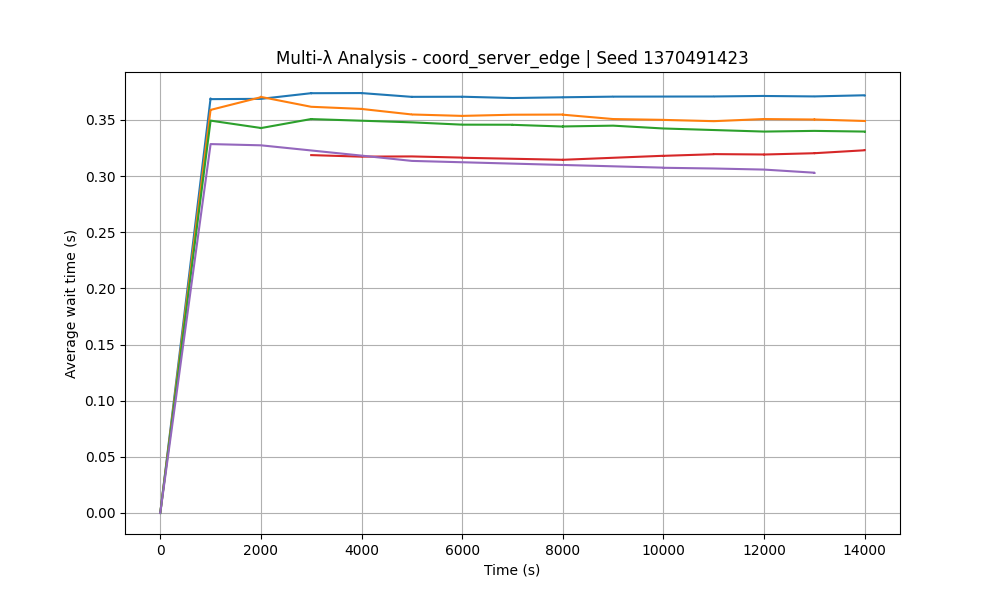 Multi-λ Analysis - coord_server_edge | Seed 1370491423
Average wait time (s)
0.35
0.30
0.25
0.20
0.15
0.10
0.05
0.00
0 2000 4000 6000 8000 10000 12000 14000
Time (s)